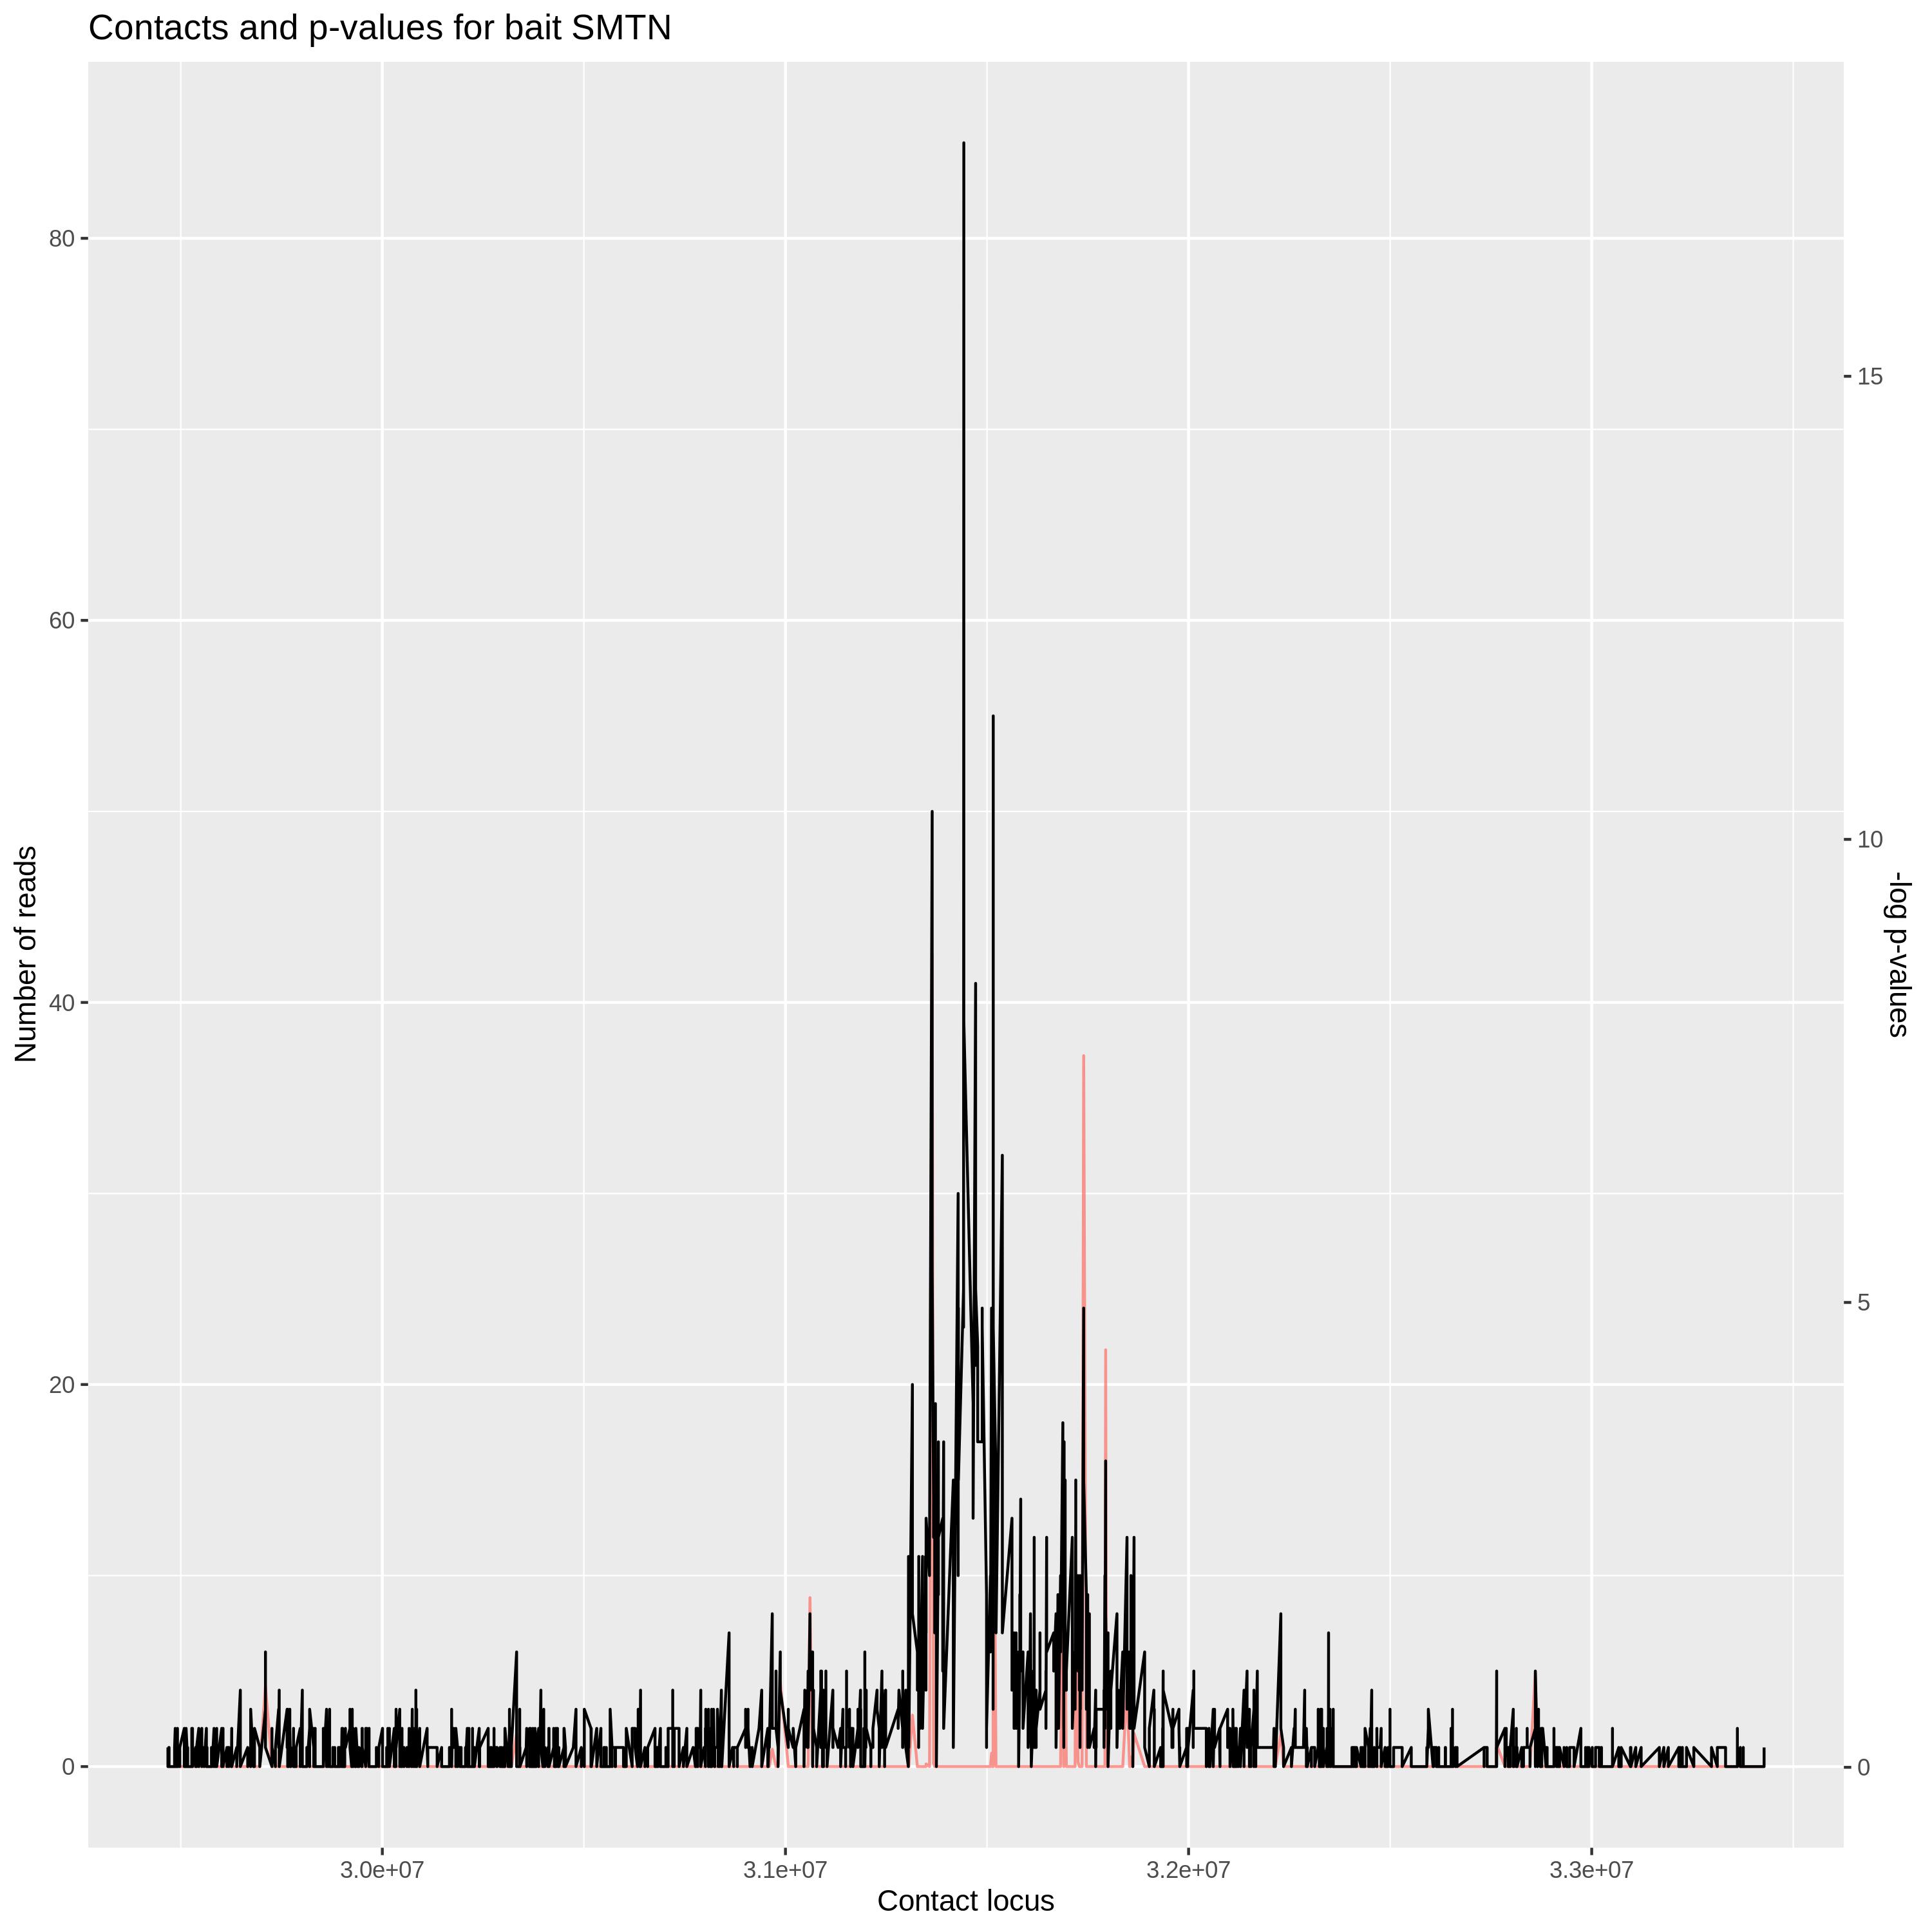 Contacts and p-values for bait SMTN
80
60
40
20
0
Number of reads
15
10
5
0
-log p-values
3.0e+07
3.1e+07
3.2e+07
3.3e+07
Contact locus